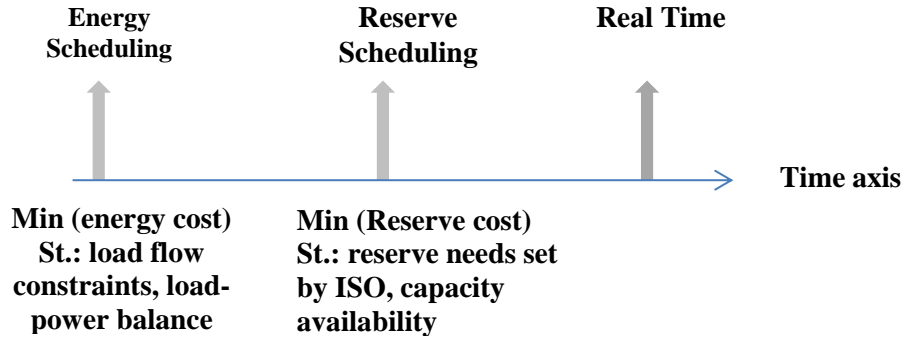 Energy
Scheduling
Reserve
Scheduling
Real Time
Time axis
Min (energy cost)
St.: load flow
constraints, load-
power balance
Min (Reserve cost)
St.: reserve needs set
by ISO, capacity
availability